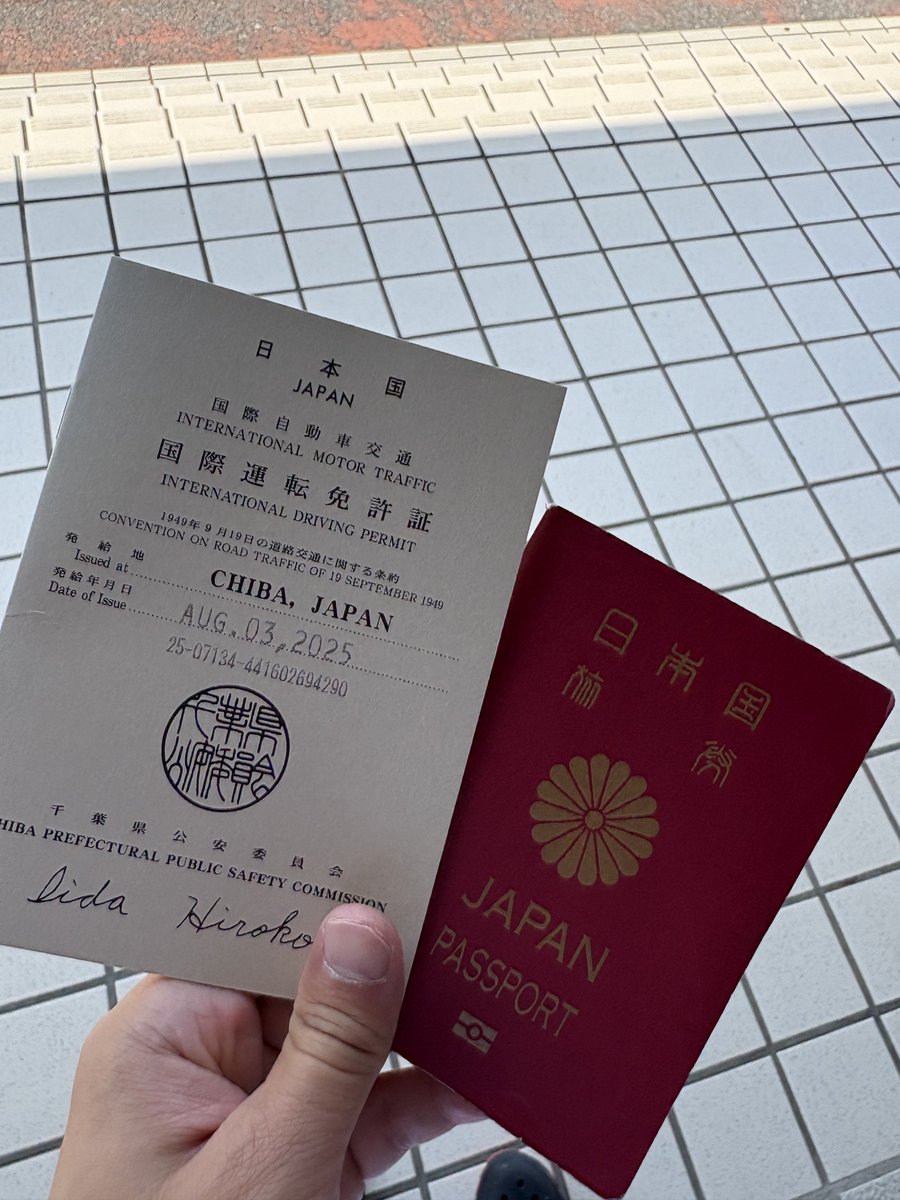 日本国
JAPAN
国際自動車交通
INTERNATIONAL MOTOR TRAFFIC
国際運転免許証
INTERNATIONAL DRIVING PERMIT
1949年9月19日の道路交通に関する条約
CONVENTION ON ROAD TRAFFIC OF 19 SEPTEMBER 1949
発給地
Issued at CHIBA, JAPAN
発給年月日
Date of Issue AUG.03,2025
25-07134-441602694290
千葉県公安委員会
HIBA PREFECTURAL PUBLIC SAFETY COMMISSION
Iida Hiroko
日本国
旅券
JAPAN
PASSPORT